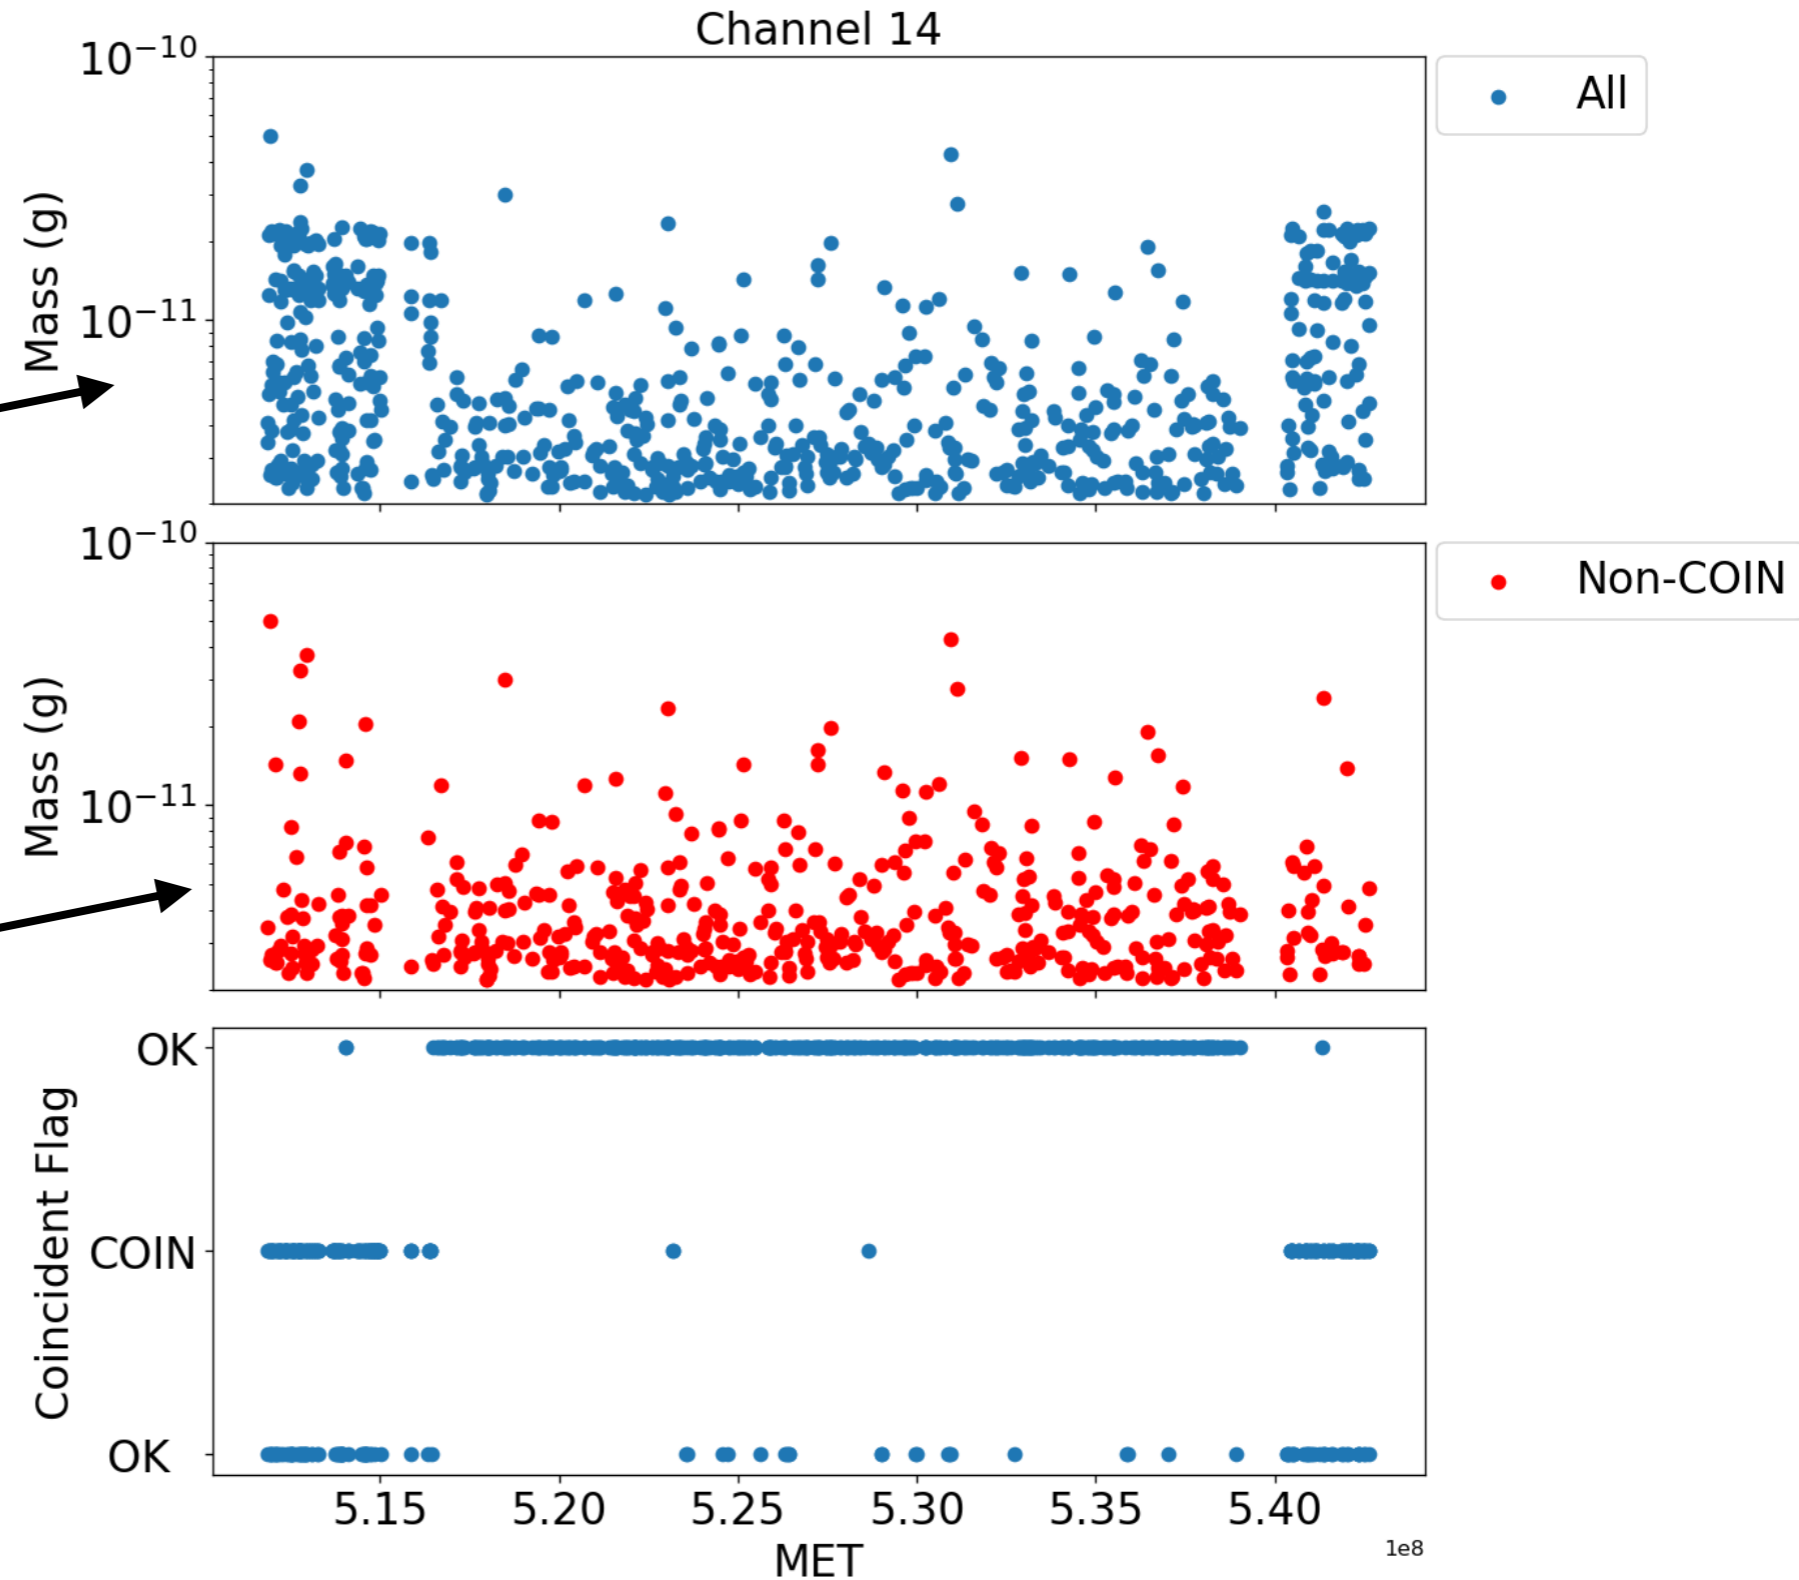 Channel 14
10⁻¹⁰
10⁻¹¹
Mass (g)
All
10⁻¹⁰
10⁻¹¹
Mass (g)
Non-COIN
OK
COIN
OK
Coincident Flag
5.15 5.20 5.25 5.30 5.35 5.40
1e8
MET